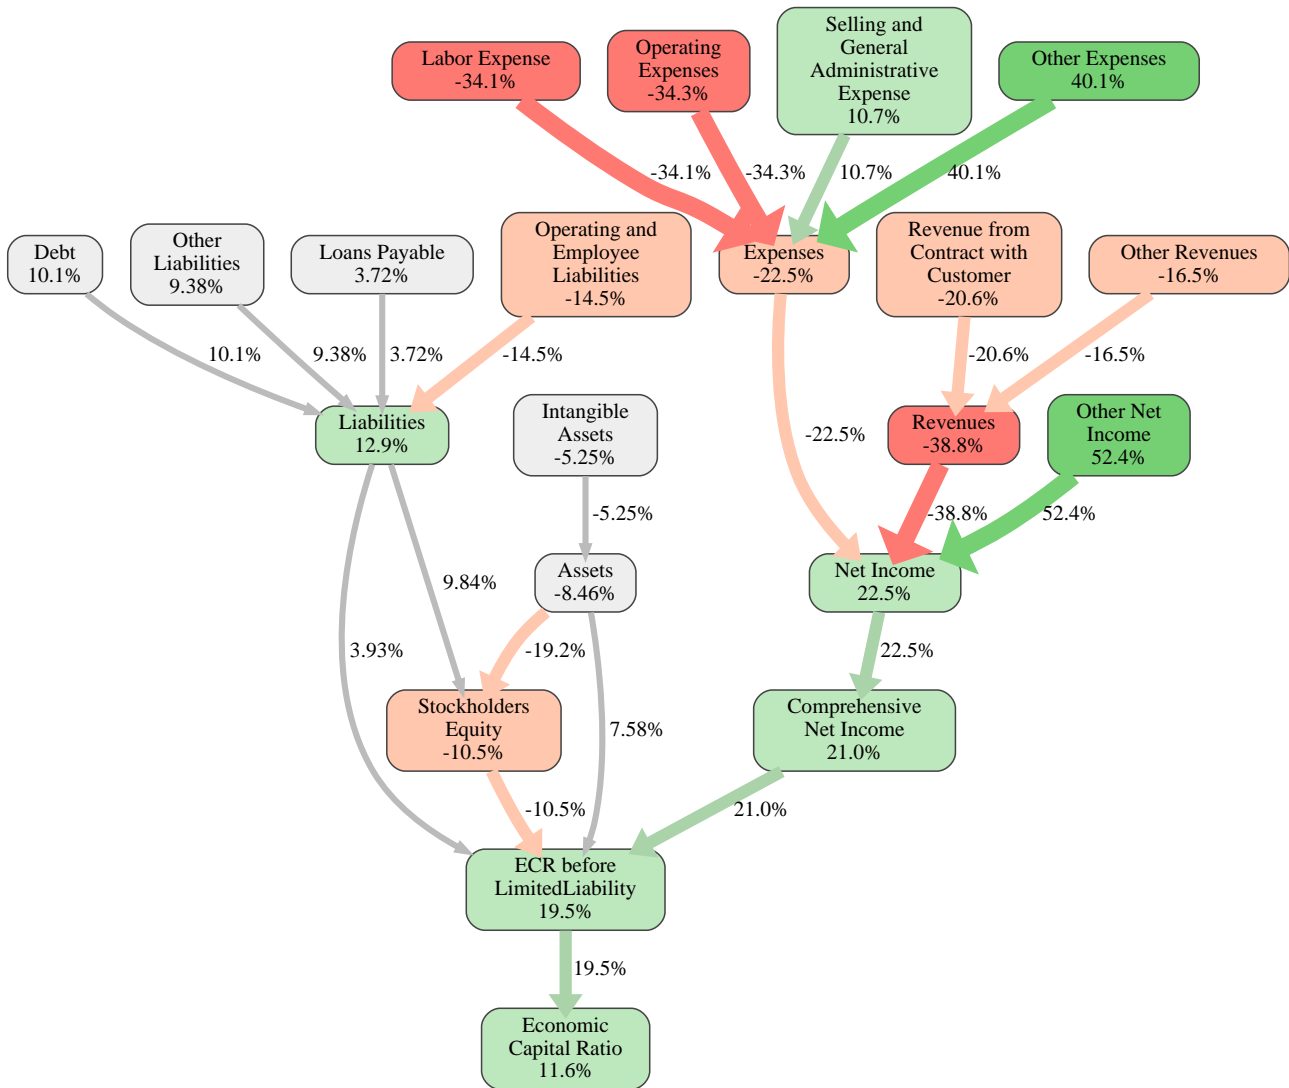 Labor Expense
-34.1%
Operating
Expenses
-34.3%
Selling and
General
Administrative
Expense
10.7%
Other Expenses
40.1%
-34.1%
-34.3%
10.7%
40.1%
Debt
10.1%
Other
Liabilities
9.38%
Loans Payable
3.72%
Operating and
Employee
Liabilities
-14.5%
Expenses
-22.5%
Revenue from
Contract with
Customer
-20.6%
Other Revenues
-16.5%
10.1%
9.38%
3.72%
-14.5%
-20.6%
-16.5%
Liabilities
12.9%
Intangible
Assets
-5.25%
-22.5%
Revenues
-38.8%
Other Net
Income
52.4%
-5.25%
-38.8%
52.4%
Assets
-8.46%
Net Income
22.5%
9.84%
3.93%
-19.2%
22.5%
Stockholders
Equity
-10.5%
7.58%
Comprehensive
Net Income
21.0%
-10.5%
21.0%
ECR before
LimitedLiability
19.5%
19.5%
Economic
Capital Ratio
11.6%